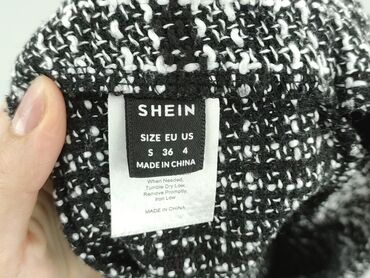 SHEIN
SIZE EU US
S 36 4
MADE IN CHINA
When Needed,
Tumble Dry Low,
Remove Promptly,
Iron Low
MADE IN CHINA